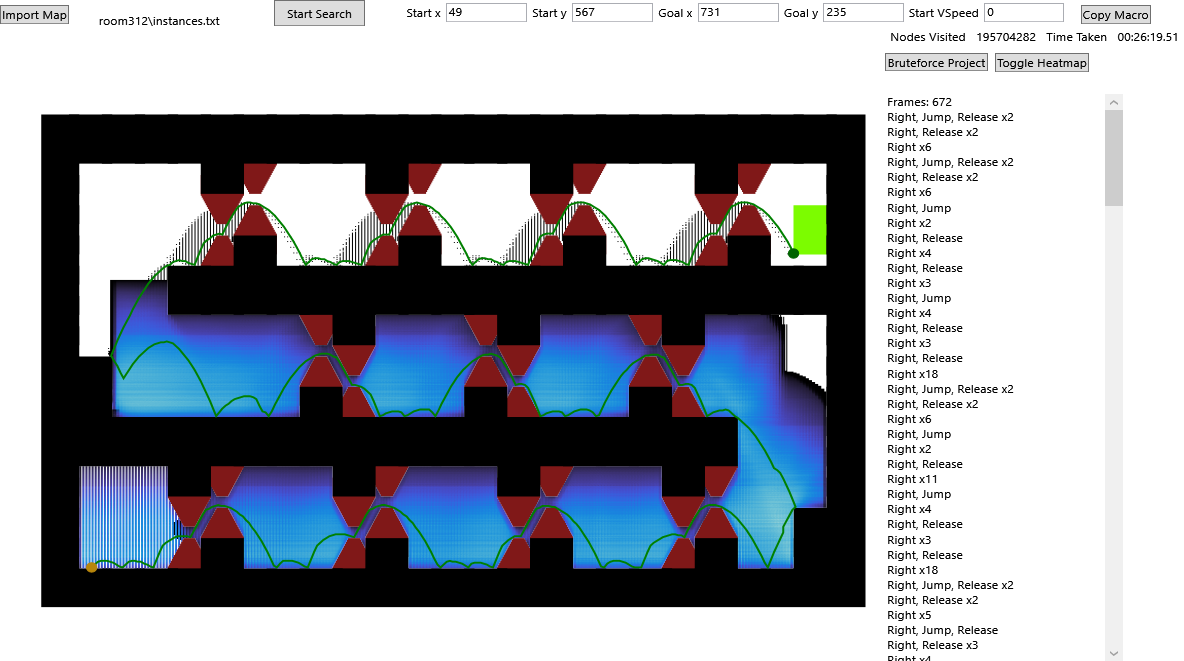 Import Map
room312\instances.txt
Start Search
Start x 49 Start y 567 Goal x 731 Goal y 235 Start VSpeed 0
Copy Macro
Nodes Visited 195704282 Time Taken 00:26:19.51
Bruteforce Project Toggle Heatmap
Frames: 672
Right, Jump, Release x2
Right, Release x2
Right x6
Right, Jump, Release x2
Right, Release x2
Right x6
Right, Jump
Right x2
Right, Release
Right x4
Right, Release
Right x3
Right, Jump
Right x4
Right, Release
Right x3
Right, Release
Right x18
Right, Jump, Release x2
Right, Release x2
Right x6
Right, Jump
Right x2
Right, Release
Right x11
Right, Jump
Right x4
Right, Release
Right x3
Right, Release
Right x18
Right, Jump, Release x2
Right, Release x2
Right x5
Right, Jump, Release
Right, Release x3
Right x4